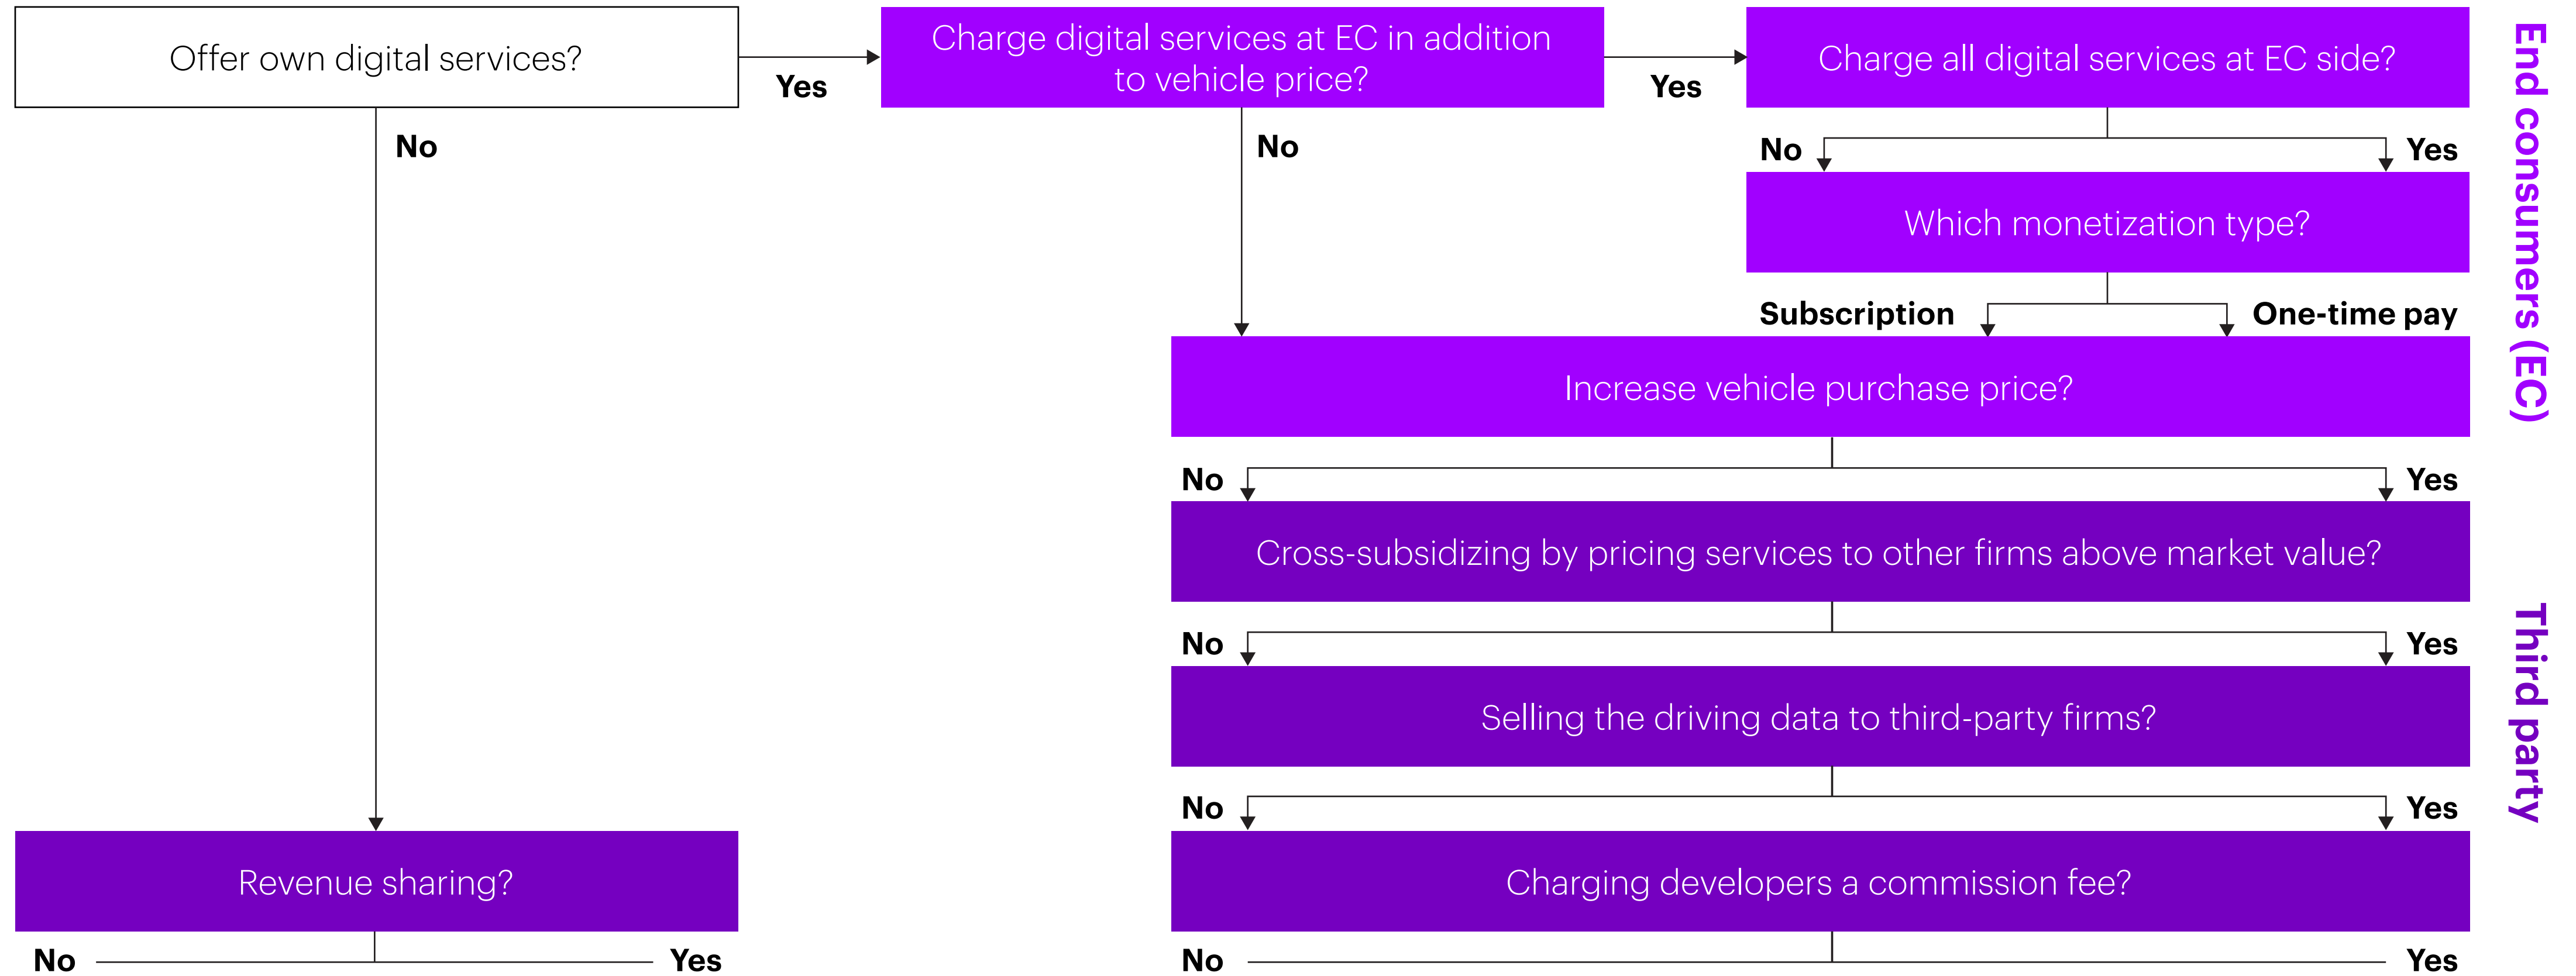 Offer own digital services?
Yes
Charge digital services at EC in addition
to vehicle price?
Yes
Charge all digital services at EC side?
No
No
No
Yes
Which monetization type?
Subscription
One-time pay
Increase vehicle purchase price?
No
Yes
Cross-subsidizing by pricing services to other firms above market value?
No
Yes
Selling the driving data to third-party firms?
No
Yes
Revenue sharing?
Charging developers a commission fee?
No
Yes
No
Yes
End consumers (EC)
Third party